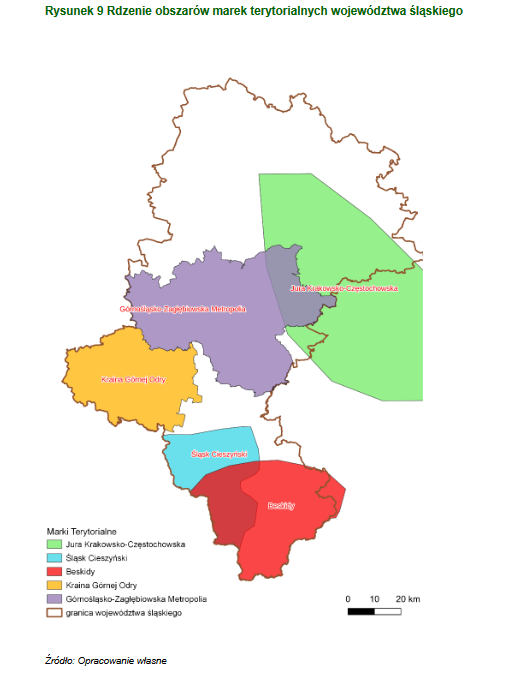 Rysunek 9 Rdzenie obszarów marek terytorialnych województwa śląskiego
Jura Krakowsko-Częstochowska
Górnośląsko-Zagłębiowska Metropolia
Kraina Górnej Odry
Śląsk Cieszyński
Beskidy
Marki Terytorialne
Jura Krakowsko-Częstochowska
Śląsk Cieszyński
Beskidy
Kraina Górnej Odry
Górnośląsko-Zagłębiowska Metropolia
granica województwa śląskiego
0 10 20 km
Źródło: Opracowanie własne